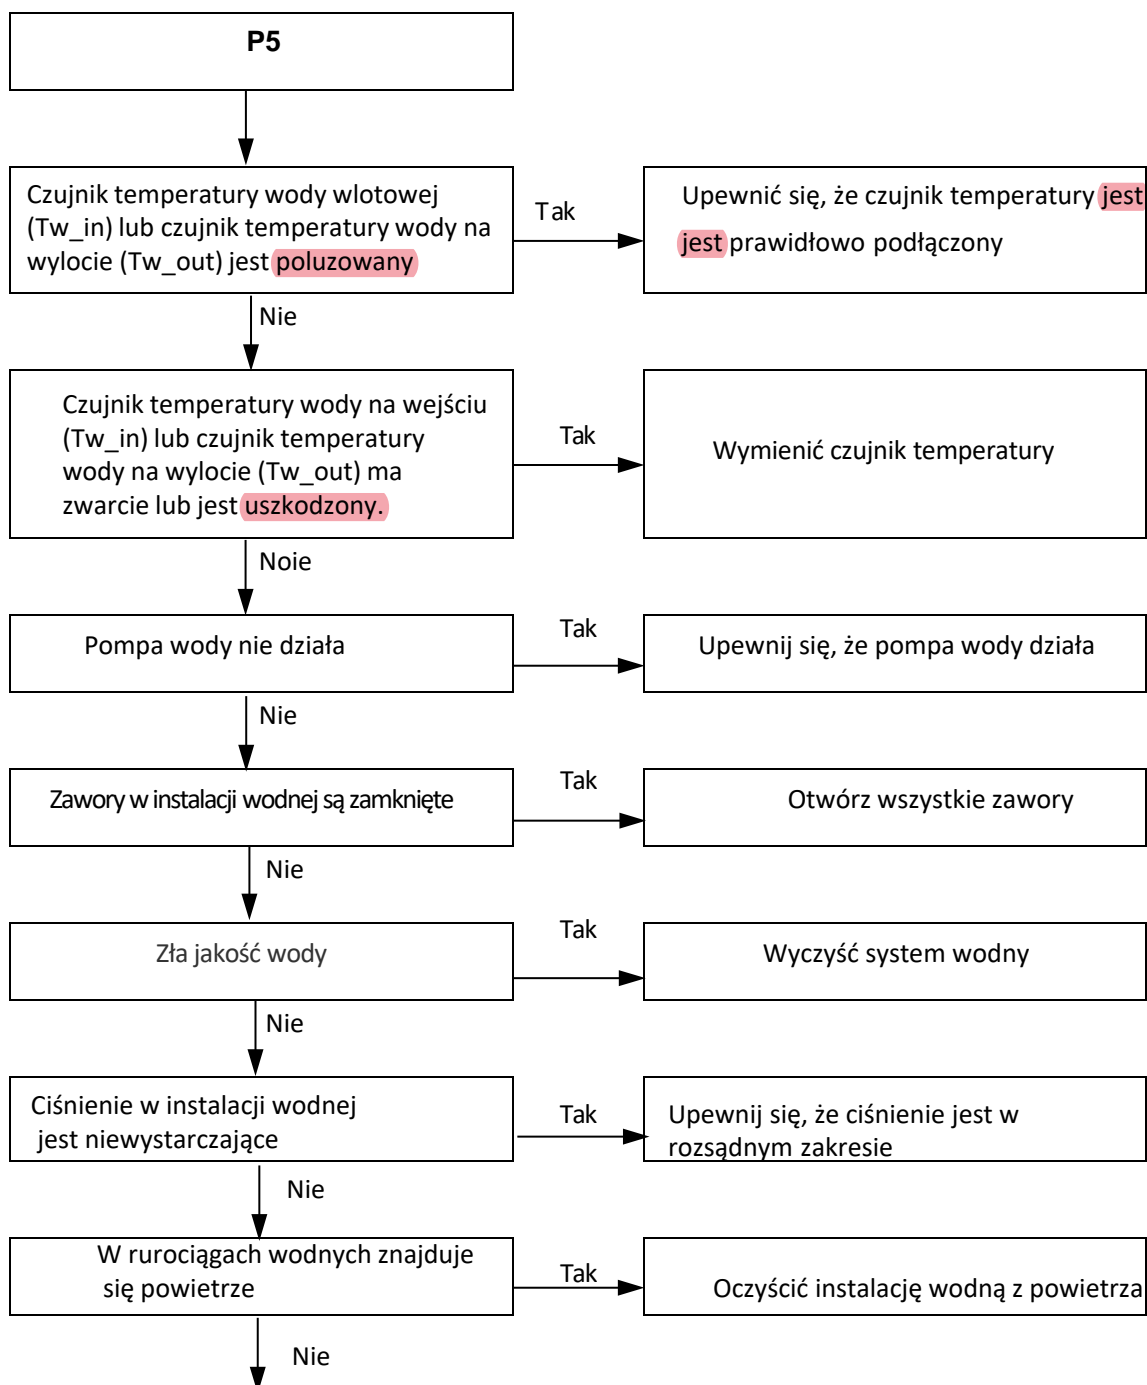 P5
Czujnik temperatury wody wlotowej
(Tw_in) lub czujnik temperatury wody na
wylocie (Tw_out) jest poluzowany
Tak
Upewnić się, że czujnik temperatury jest
jest prawidłowo podłączony
Nie
Czujnik temperatury wody na wejściu
(Tw_in) lub czujnik temperatury
wody na wylocie (Tw_out) ma
zwarcie lub jest uszkodzony.
Tak
Wymienić czujnik temperatury
Noie
Pompa wody nie działa
Tak
Upewnij się, że pompa wody działa
Nie
Zawory w instalacji wodnej są zamknięte
Tak
Otwórz wszystkie zawory
Nie
Zła jakość wody
Tak
Wyczyść system wodny
Nie
Ciśnienie w instalacji wodnej
jest niewystarczające
Tak
Upewnij się, że ciśnienie jest w
rozsądnym zakresie
Nie
W rurociągach wodnych znajduje
się powietrze
Tak
Oczyścić instalację wodną z powietrza
Nie